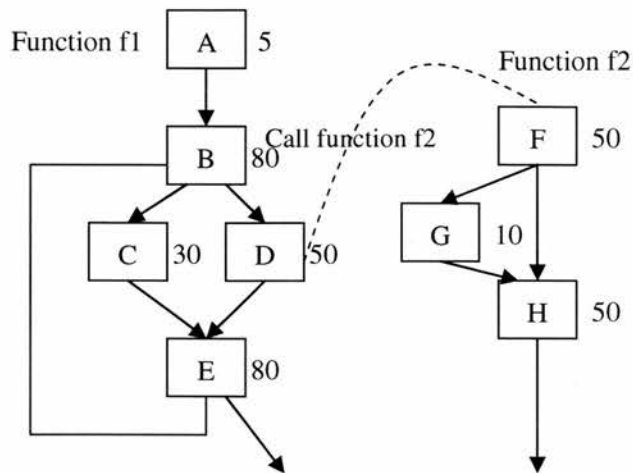 Function f1
A 5
Function f2
B 80
Call function f2
F 50
C 30
D 50
G 10
H 50
E 80